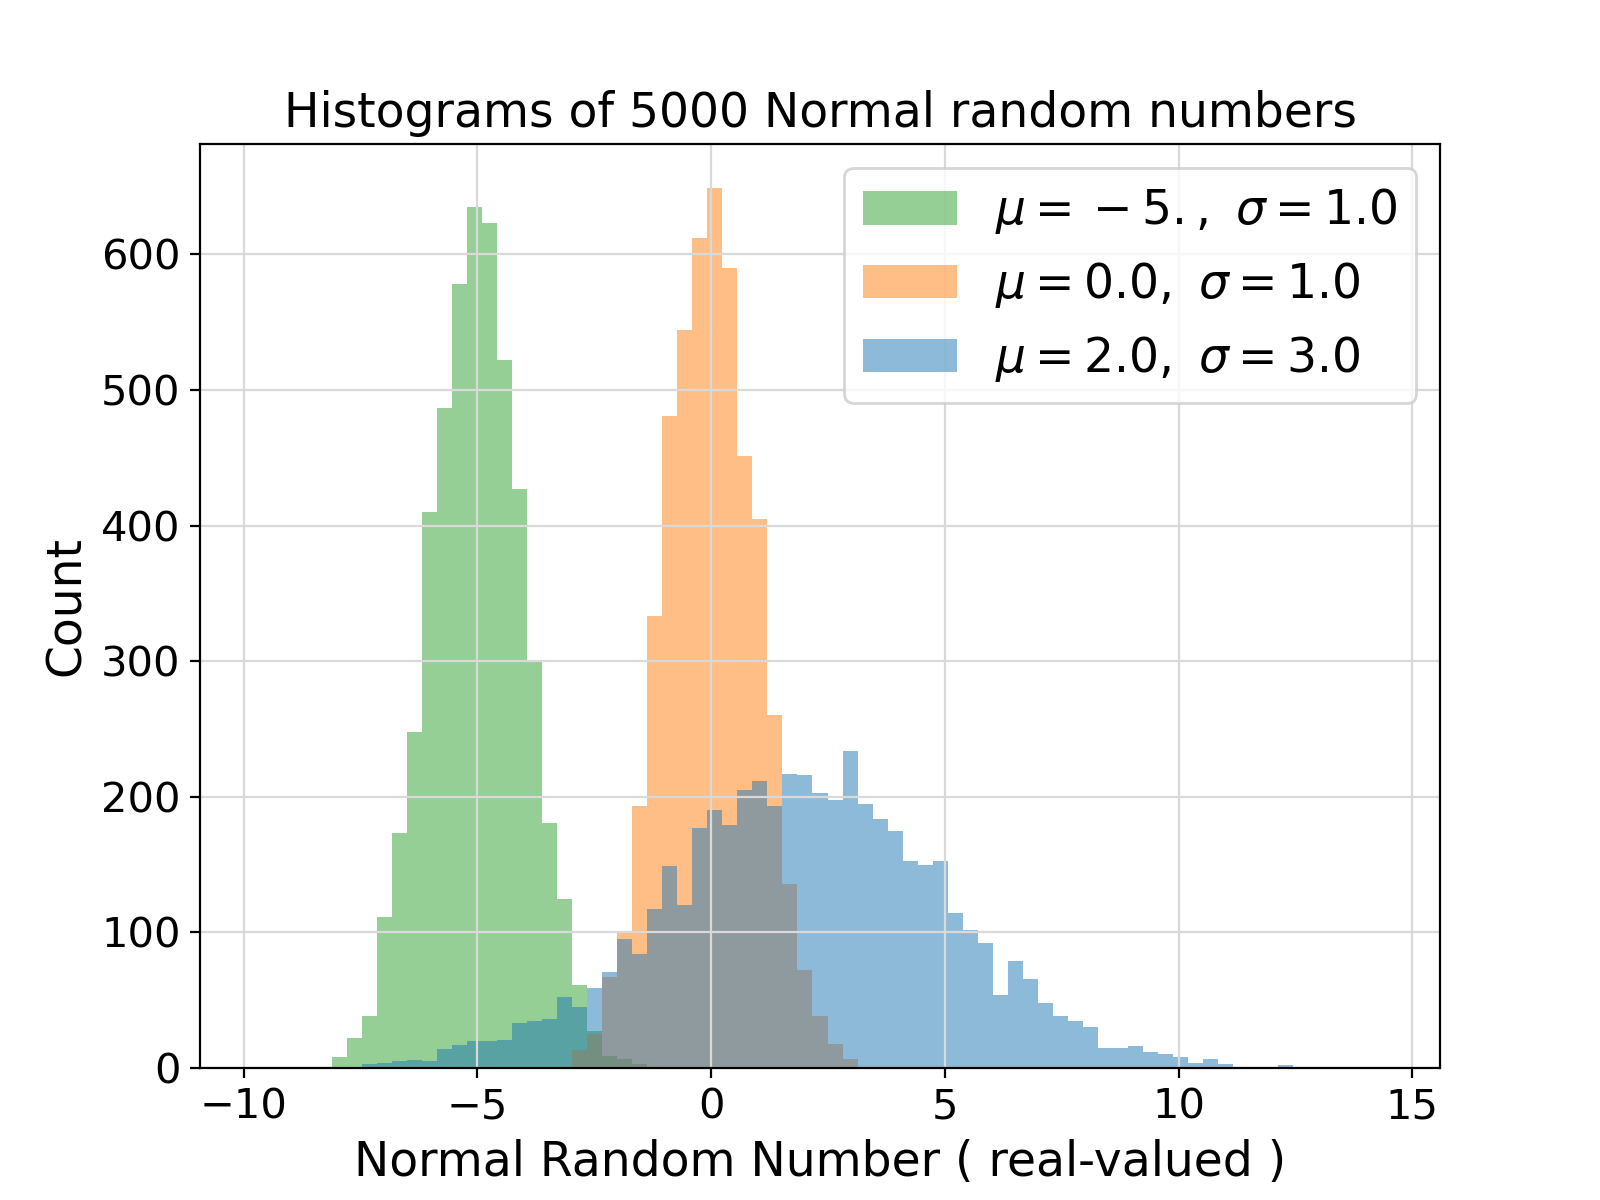 Histograms of 5000 Normal random numbers
μ = −5., σ = 1.0
μ = 0.0, σ = 1.0
μ = 2.0, σ = 3.0
600
500
400
300
200
100
0
Count
−10 −5 0 5 10 15
Normal Random Number ( real-valued )